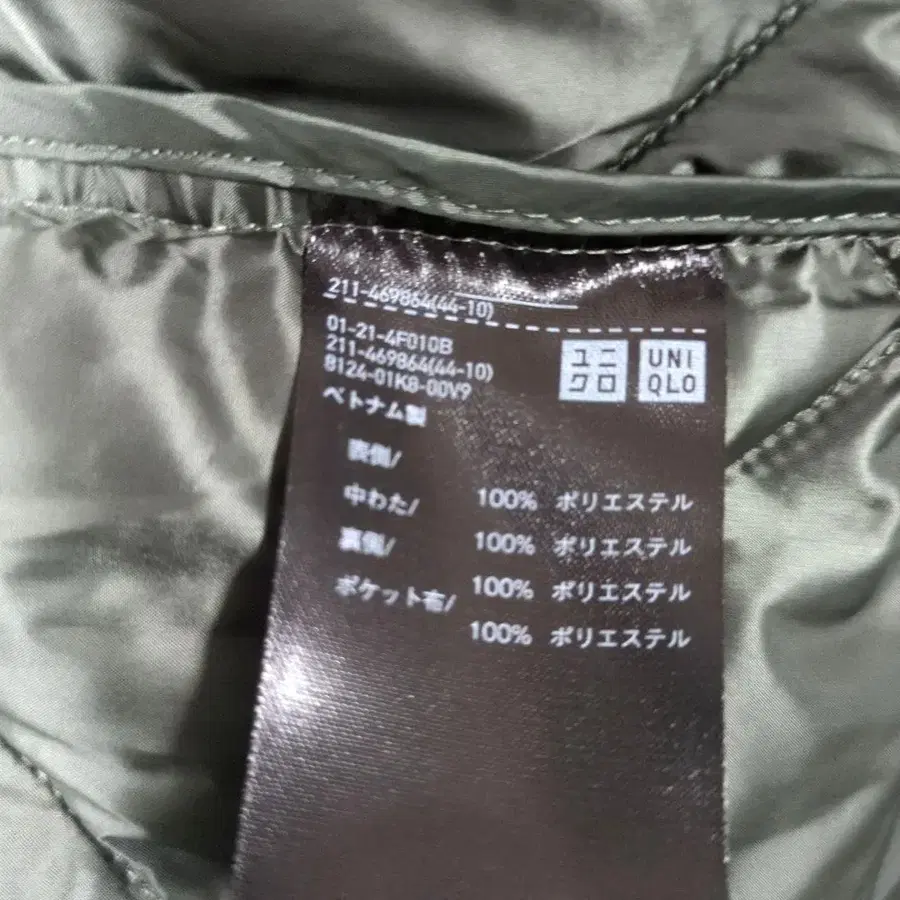 211-469864(44-10)
01-21-4F010B
211-469864(44-10)
8124-01K8-00V9
ユニ
クロ
UNI
QLO
ベトナム製
表側/ 100% ポリエステル
中わた/ 100% ポリエステル
裏側/ 100% ポリエステル
ポケット布/ 100% ポリエステル